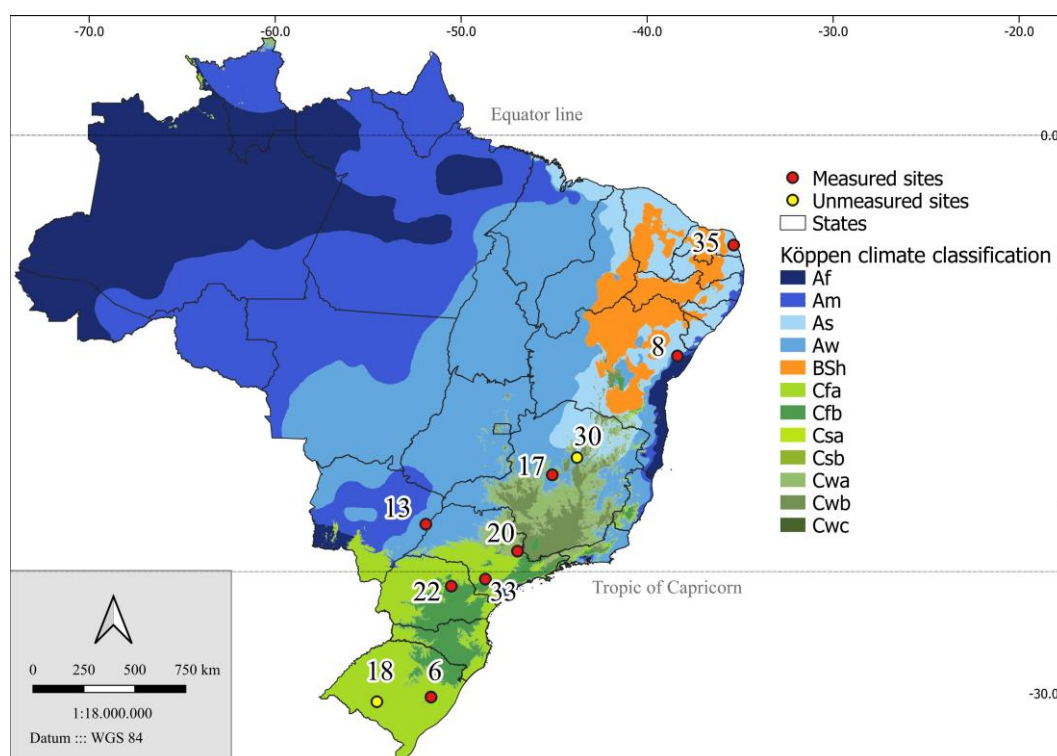 -70.0 -60.0 -50.0 -40.0 -30.0 -20.0
Equator line
0.0
Measured sites
Unmeasured sites
States
Köppen climate classification
Af
Am
As
Aw
BSh
Cfa
Cfb
Csa
Csb
Cwa
Cwb
Cwc
35
8
30
17
13
20
22
33
Tropic of Capricorn
18
6
-30.0
0 250 500 750 km
1:18.000.000
Datum ::: WGS 84